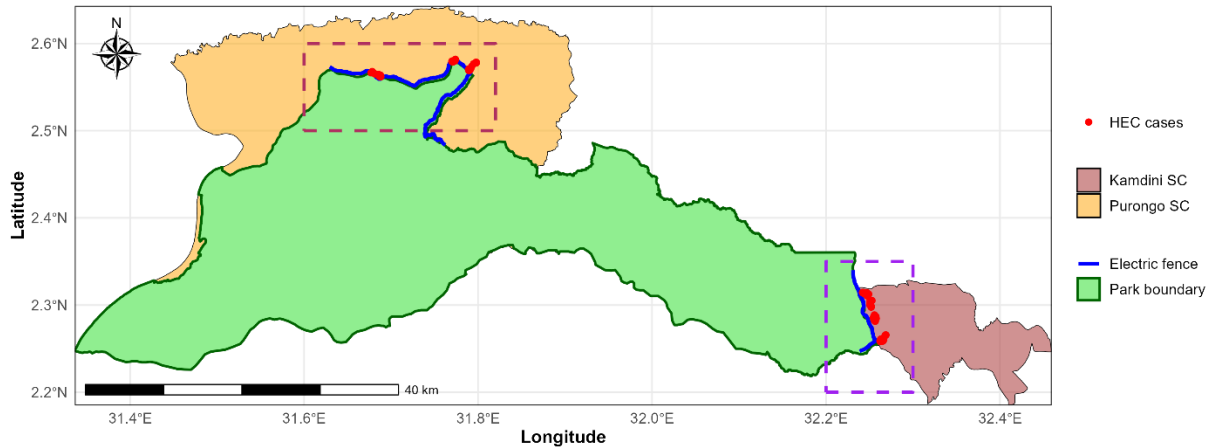 N
2.6°N
2.5°N
2.4°N
2.3°N
2.2°N
Latitude
40 km
31.4°E
31.6°E
31.8°E
32.0°E
32.2°E
32.4°E
Longitude
HEC cases
Kamdini SC
Purongo SC
Electric fence
Park boundary